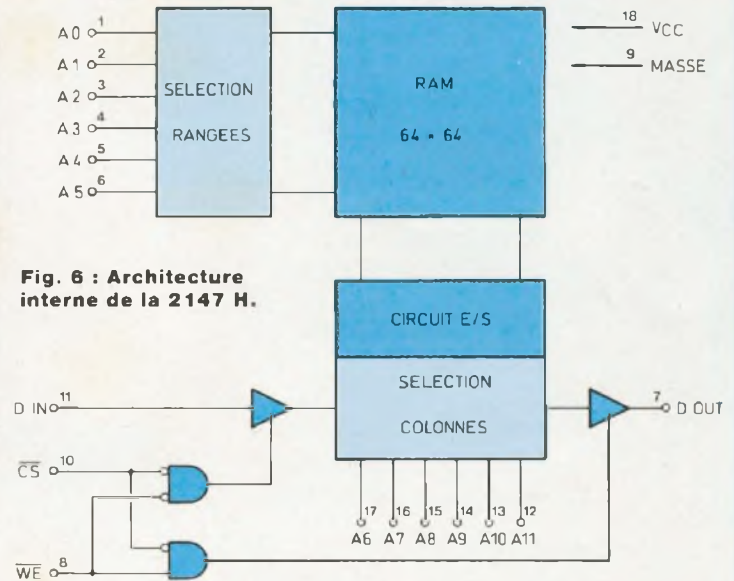 A0 1
A1 2
A2 3
A3 4
A4 5
A5 6
SELECTION
RANGEES
RAM
64 × 64
18 VCC
9 MASSE
Fig. 6 : Architecture
interne de la 2147 H.
CIRCUIT E/S
SELECTION
COLONNES
D IN 11
7 D OUT
CS 10
WE 8
17 16 15 14 13 12
A6 A7 A8 A9 A10 A11